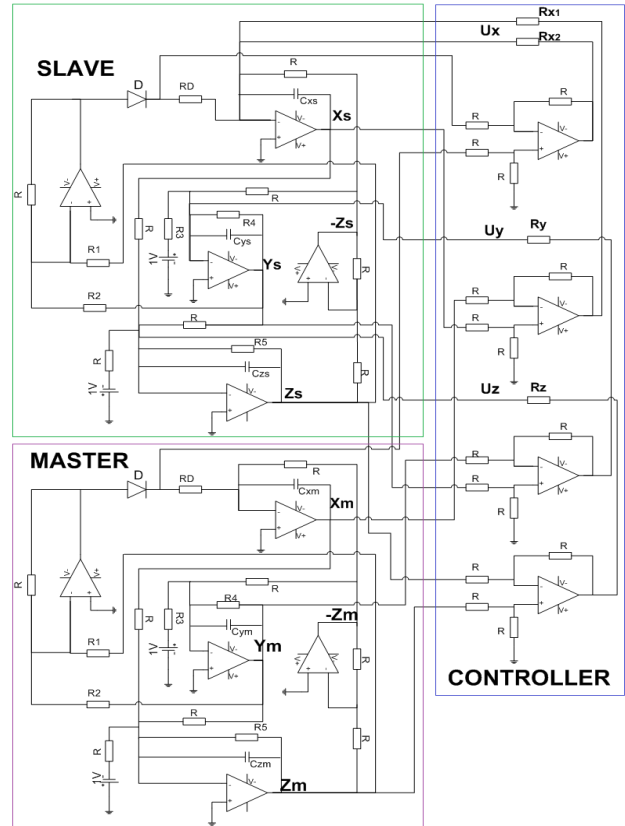 Rx1
Ux
Rx2
SLAVE
R
D
RD
Cxs
V-
Xs
V+
R
R
R
R
V-
V+
R
V-
V+
R
R
R3
R4
-Zs
Cys
V-
Ys
V+
V+
V-
R
1V
R1
R2
R
Uy
Ry
R
R
R
V-
V+
R
R
1V
R5
Czs
V-
Zs
V+
R
Uz
Rz
MASTER
D
RD
R
Cxm
V-
Xm
V+
R
R
R
V-
V+
R
R
V-
V+
R
R
R3
R4
-Zm
Cym
V-
Ym
V+
V+
V-
R
1V
R1
R2
R
R
R
R
V-
V+
R
CONTROLLER
R
1V
R5
Czm
V-
Zm
V+
R